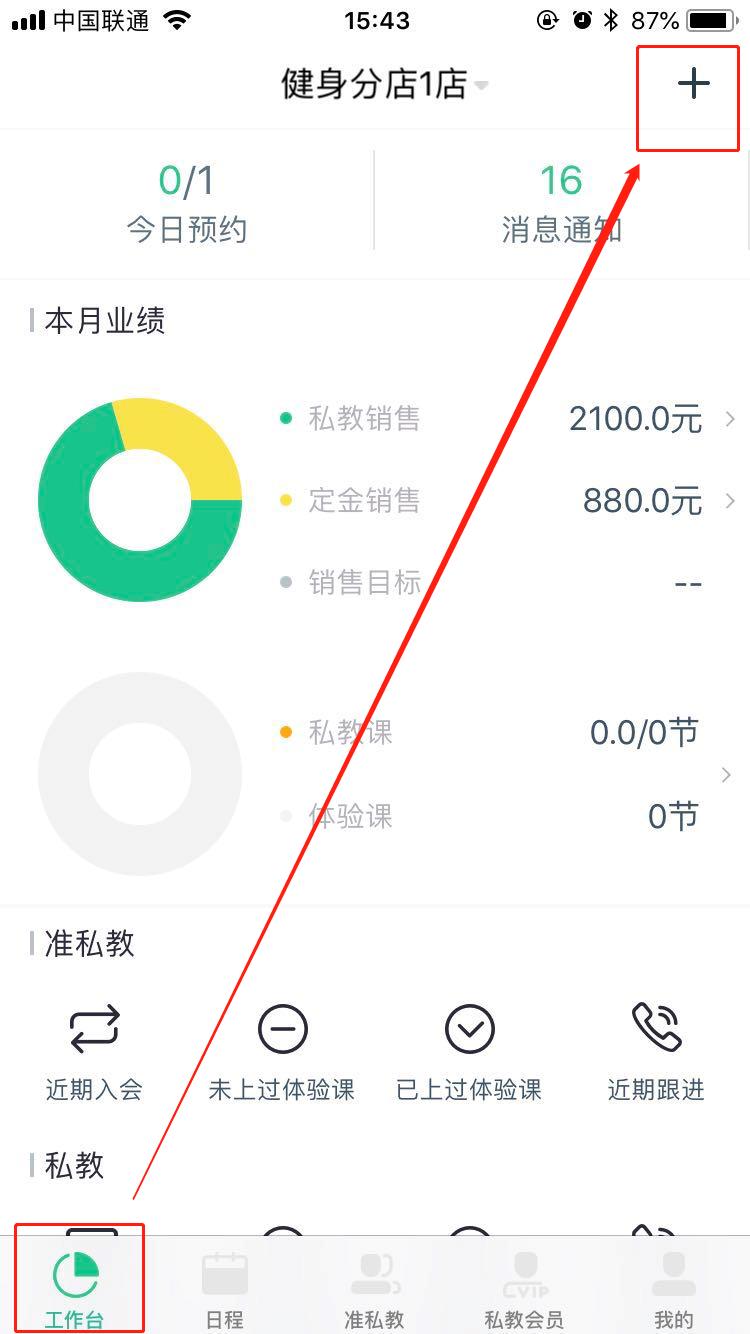 中国联通 15:43 87%
健身分店1店
0/1 16
今日预约 消息通知
本月业绩
私教销售 2100.0元
定金销售 880.0元
销售目标 --
私教课 0.0/0节
体验课 0节
准私教
近期入会 未上过体验课 已上过体验课 近期跟进
私教
VIP
工作台 日程 准私教 私教会员 我的